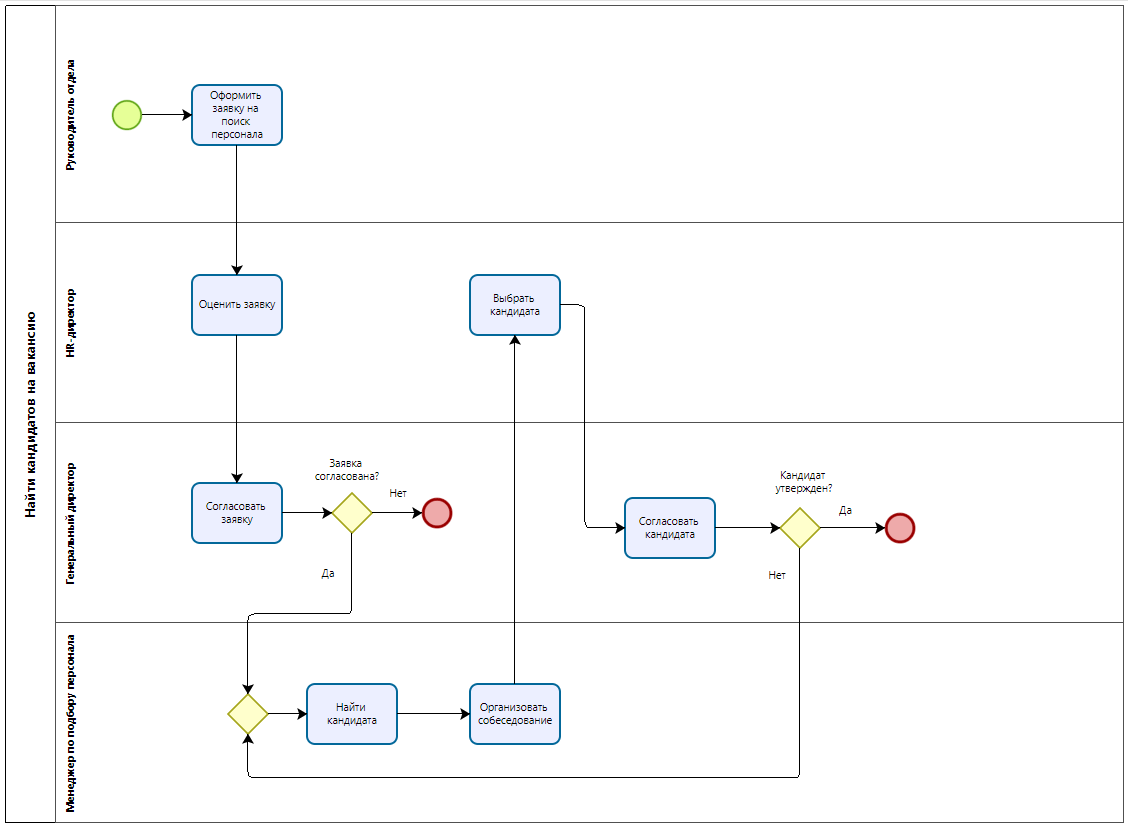 Найти кандидатов на вакансию
Руководитель отдела
Оформить
заявку на
поиск
персонала
HR-директор
Оценить заявку
Выбрать
кандидата
Генеральный директор
Согласовать
заявку
Заявка
согласована?
Нет
Да
Согласовать
кандидата
Кандидат
утвержден?
Да
Нет
Менеджер по подбору персонала
Найти
кандидата
Организовать
собеседование